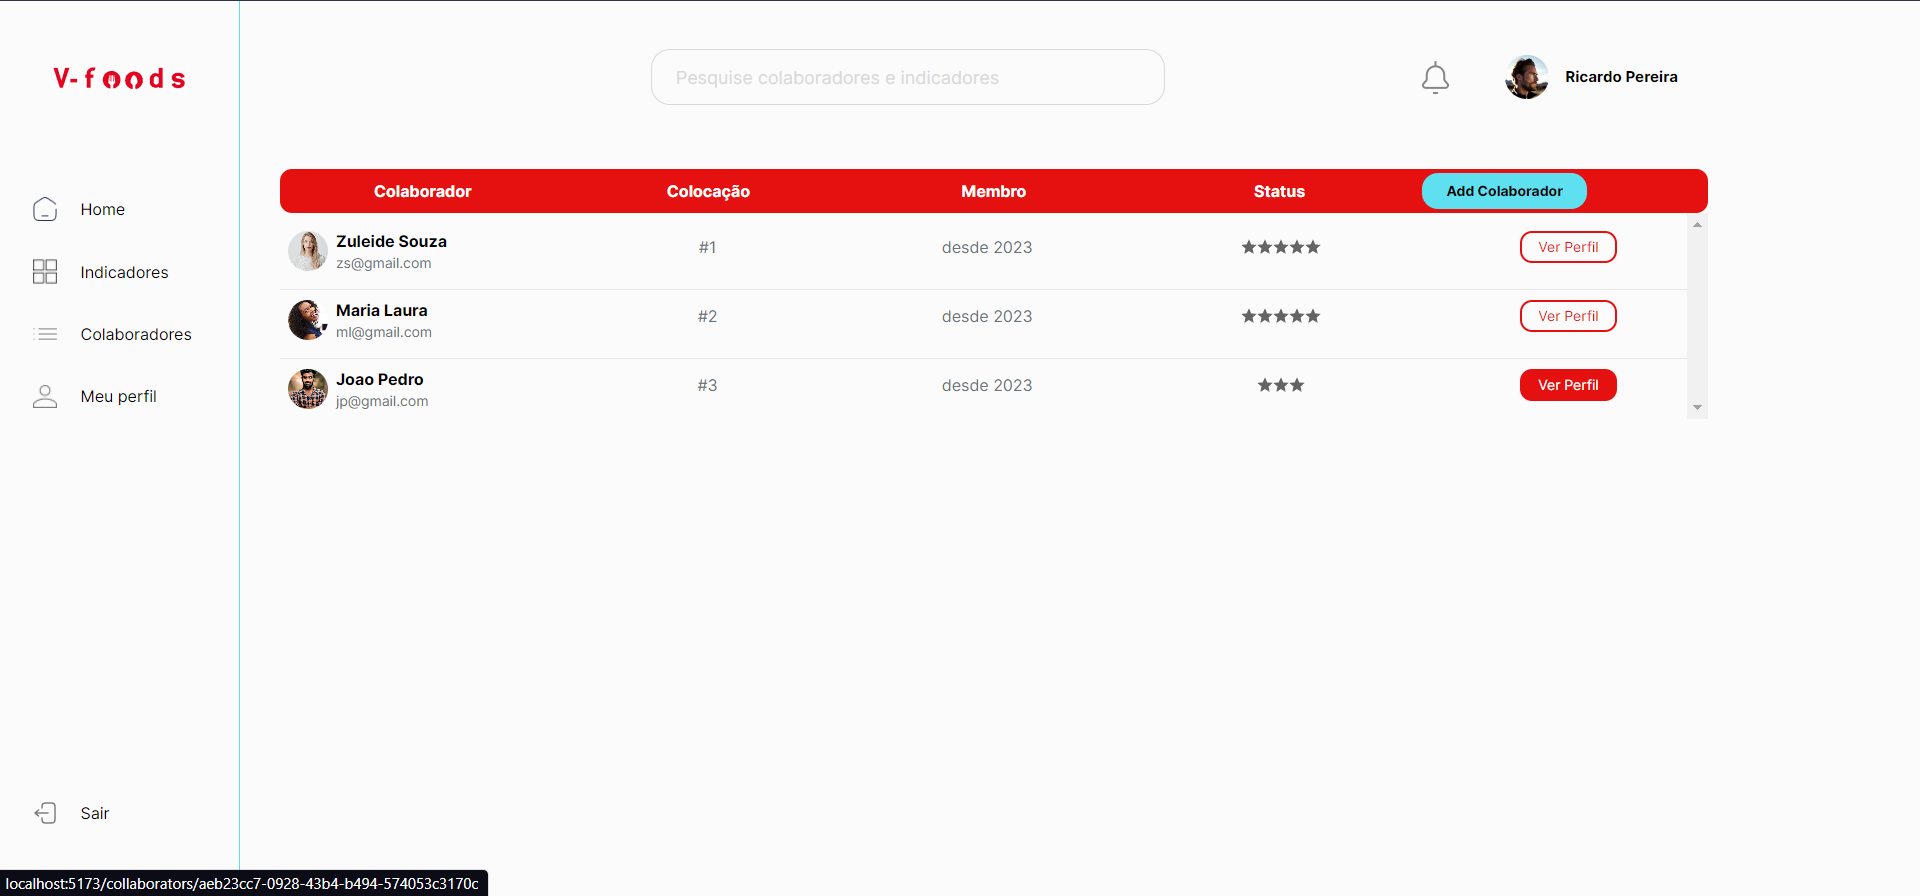 V-foods
Pesquise colaboradores e indicadores
Ricardo Pereira
Home
Indicadores
Colaboradores
Meu perfil
Sair
Colaborador Colocação Membro Status Add Colaborador
Zuleide Souza
zs@gmail.com
#1 desde 2023 ★★★★★ Ver Perfil
Maria Laura
ml@gmail.com
#2 desde 2023 ★★★★★ Ver Perfil
Joao Pedro
jp@gmail.com
#3 desde 2023 ★★★ Ver Perfil
localhost:5173/collaborators/aeb23cc7-0928-43b4-b494-574053c3170c